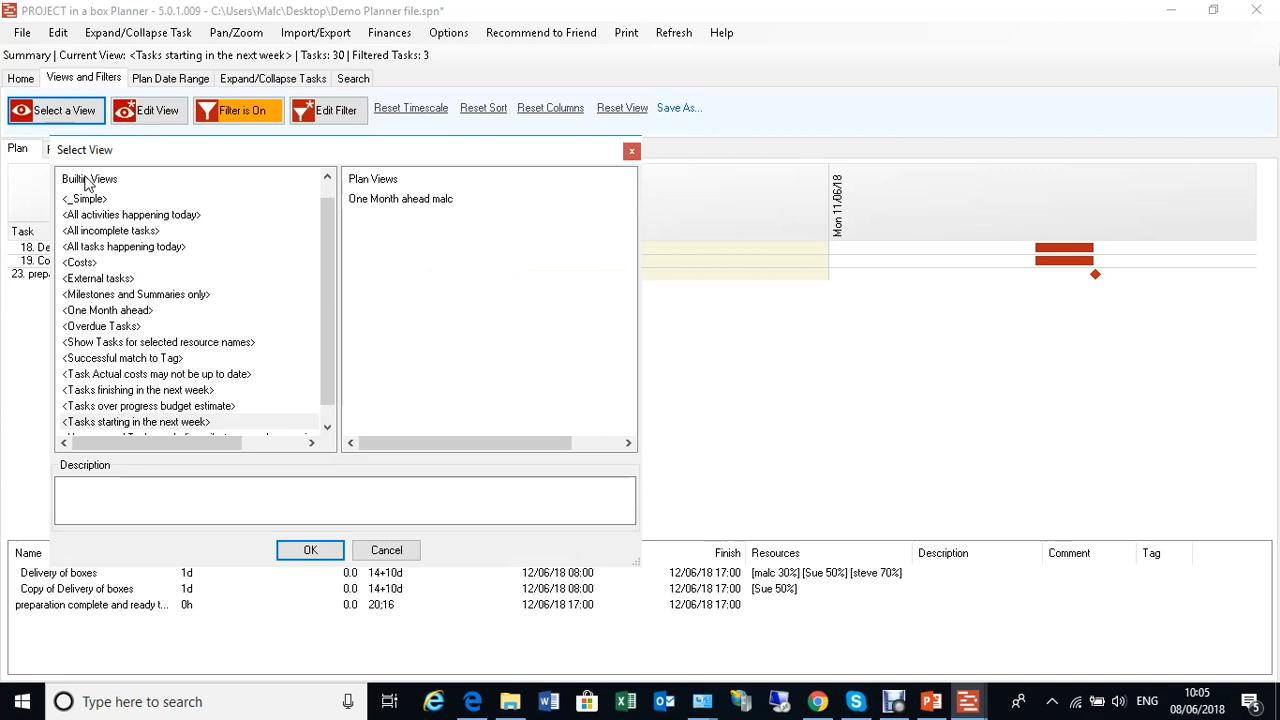 PROJECT in a box Planner - 5.0.1.009 - C:\Users\Malc\Desktop\Demo Planner file.spn*
File Edit Expand/Collapse Task Pan/Zoom Import/Export Finances Options Recommend to Friend Print Refresh Help
Summary | Current View: <Tasks starting in the next week> | Tasks: 30 | Filtered Tasks: 3
Home Views and Filters Plan Date Range Expand/Collapse Tasks Search
Select a View Edit View Filter is On Edit Filter Reset Timescale Reset Sort Reset Columns Reset View Save As...
Plan
Select View
Mon 11/06/18
Task
18. De
19. Co
23. prep
Builtin Views
<_Simple>
<All activities happening today>
<All incomplete tasks>
<All tasks happening today>
<Costs>
<External tasks>
<Milestones and Summaries only>
<One Month ahead>
<Overdue Tasks>
<Show Tasks for selected resource names>
<Successful match to Tag>
<Task Actual costs may not be up to date>
<Tasks finishing in the next week>
<Tasks over progress budget estimate>
<Tasks starting in the next week>
Plan Views
One Month ahead malc
Description
OK Cancel
Name Finish Resources Description Comment Tag
Delivery of boxes 1d 0.0 14+10d 12/06/18 08:00 12/06/18 17:00 [malc 30%] [Sue 50%] [steve 70%]
Copy of Delivery of boxes 1d 0.0 14+10d 12/06/18 08:00 12/06/18 17:00 [Sue 50%]
preparation complete and ready t... 0h 0.0 20;16 12/06/18 17:00 12/06/18 17:00
Type here to search
ENG
10:05
08/06/2018
5